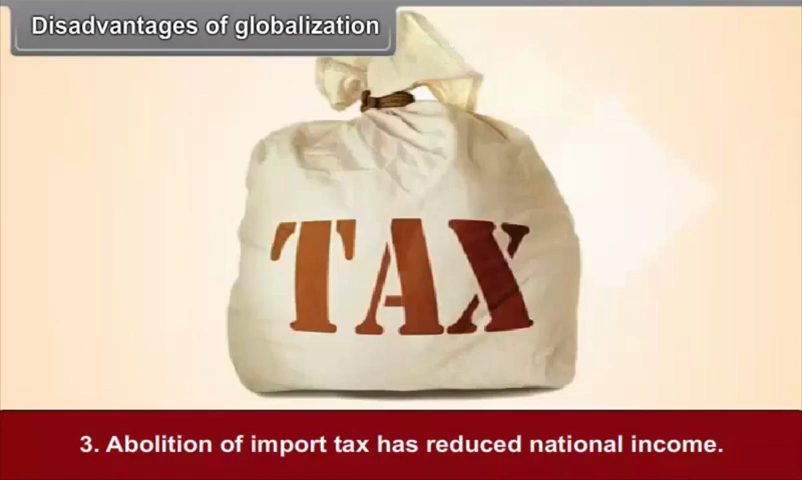 Disadvantages of globalization
TAX
3. Abolition of import tax has reduced national income.